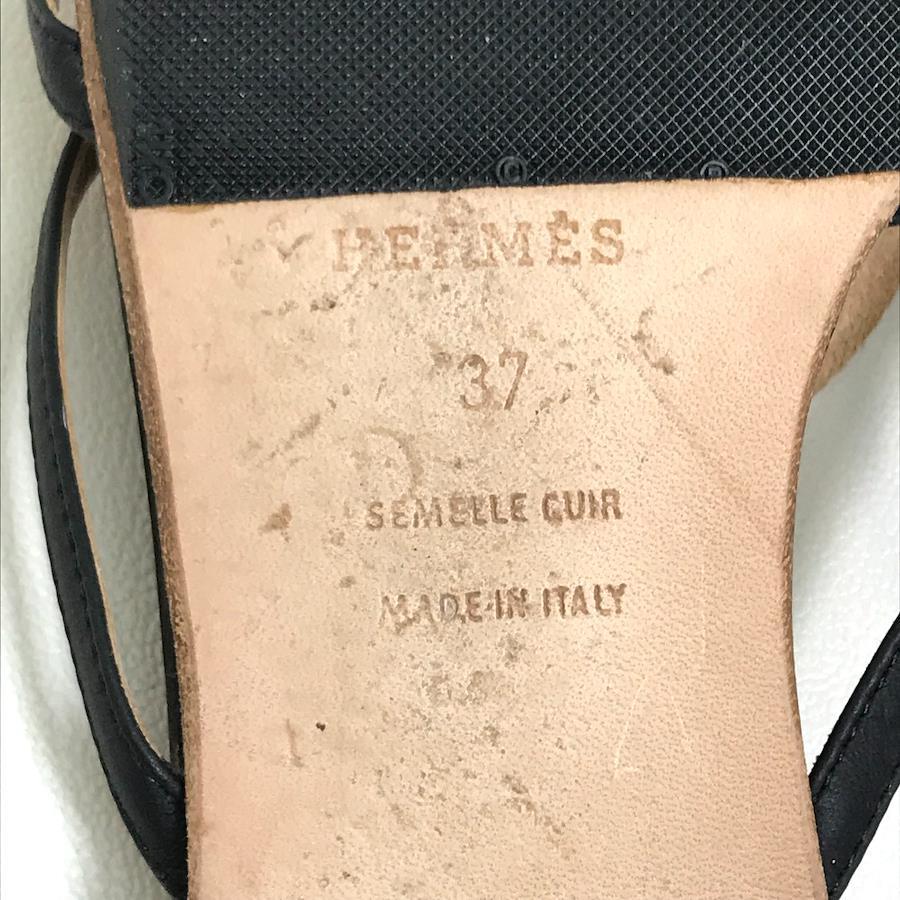 HERMÈS
37
SEMELLE CUIR
MADE IN ITALY